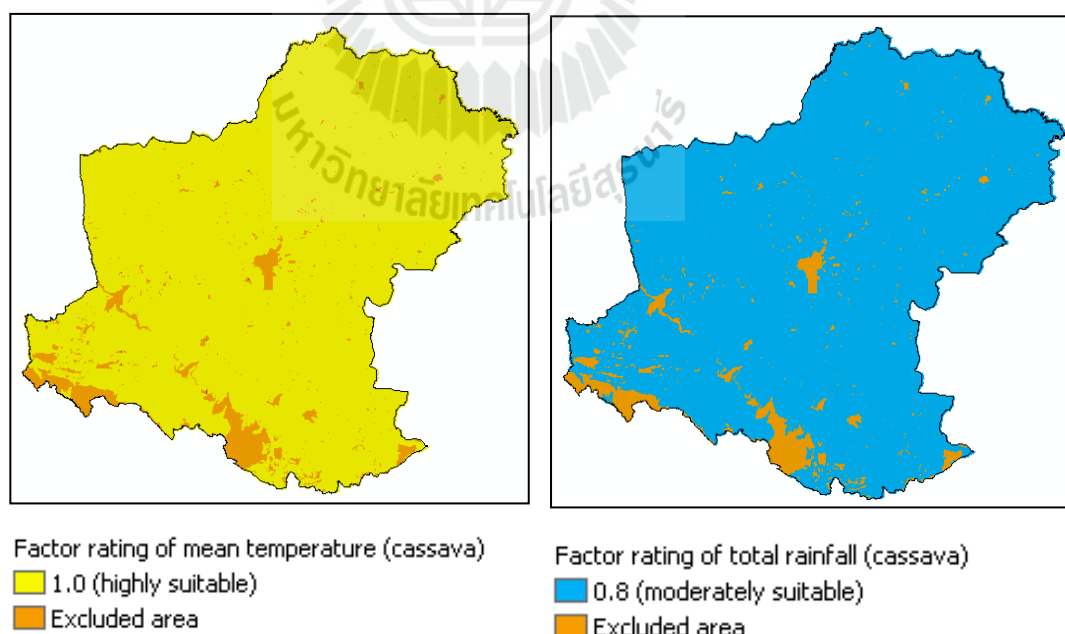 มหาวิทยาลัยเทคโนโลยีสุรนารี
Factor rating of mean temperature (cassava)
1.0 (highly suitable)
Excluded area
Factor rating of total rainfall (cassava)
0.8 (moderately suitable)
Excluded area